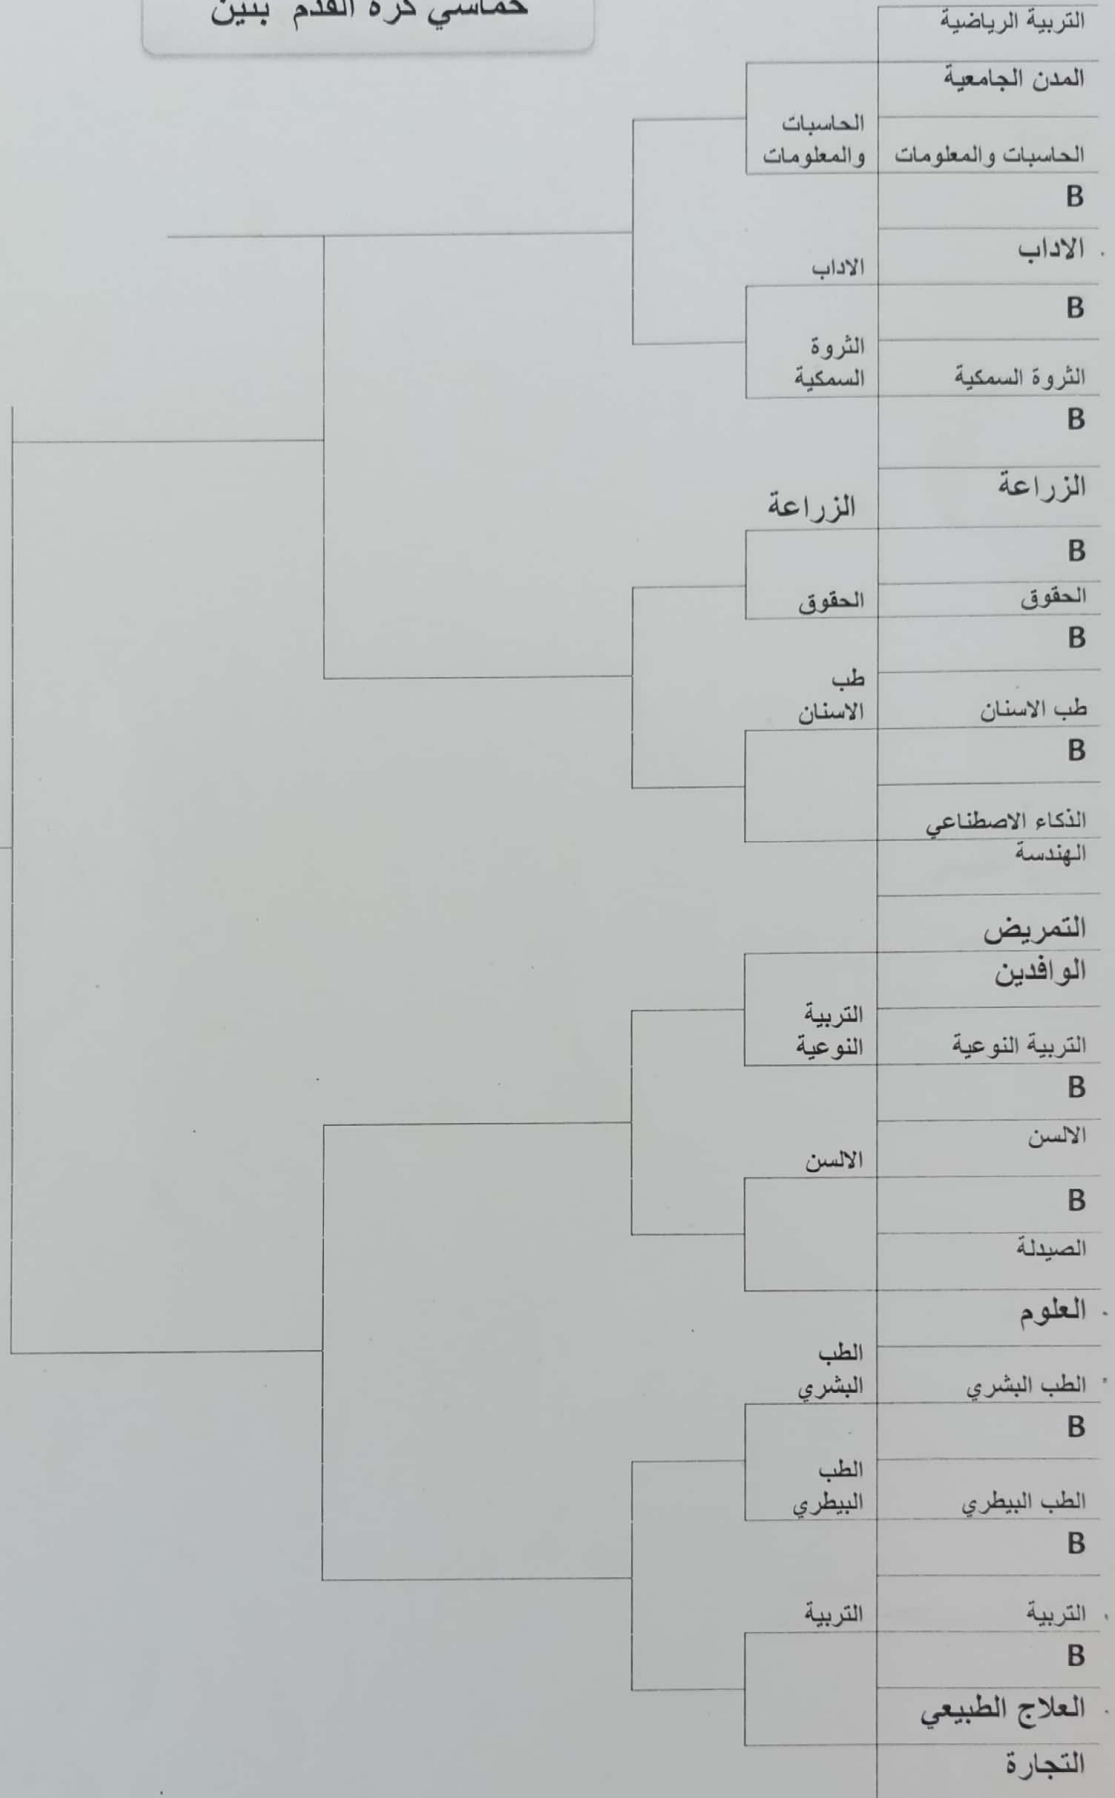 خماسي كرة القدم بنين
التربية الرياضية
المدن الجامعية
الحاسبات والمعلومات
B
الاداب
B
الثروة السمكية
B
الزراعة
B
الحقوق
B
طب الاسنان
B
الذكاء الاصطناعي
الهندسة
التمريض
الوافدين
التربية النوعية
B
الالسن
B
الصيدلة
العلوم
الطب البشري
B
الطب البيطري
B
التربية
B
العلاج الطبيعي
التجارة
الحاسبات
والمعلومات
الاداب
الثروة
السمكية
الزراعة
الحقوق
طب
الاسنان
التربية
النوعية
الالسن
الطب
البشري
الطب
البيطري
التربية